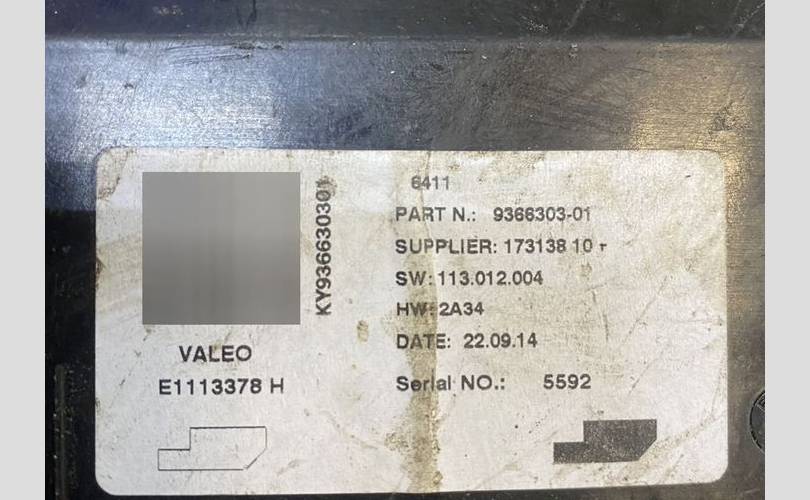 6411
PART N.: 9366303-01
SUPPLIER: 173138 10
SW: 113.012.004
HW: 2A34
DATE: 22.09.14
Serial NO.: 5592
KY936630301
VALEO
E1113378 H